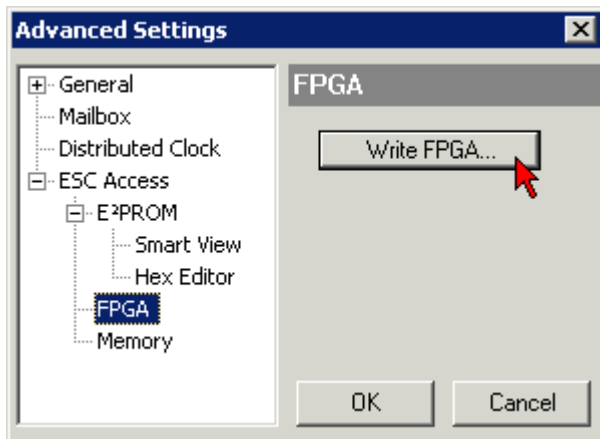 Advanced Settings
General
Mailbox
Distributed Clock
ESC Access
E²PROM
Smart View
Hex Editor
FPGA
Memory
FPGA
Write FPGA...
OK
Cancel